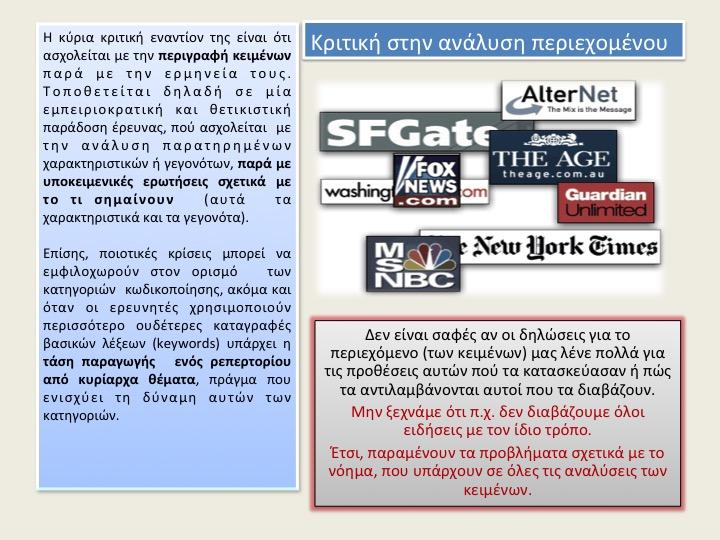 Η κύρια κριτική εναντίον της είναι ότι
ασχολείται με την περιγραφή κειμένων
παρά με την ερμηνεία τους.
Τοποθετείται δηλαδή σε μία
εμπειριοκρατική και θετικιστική
παράδοση έρευνας, πού ασχολείται με
την ανάλυση παρατηρημένων
χαρακτηριστικών ή γεγονότων, παρά με
υποκειμενικές ερωτήσεις σχετικά με
το τι σημαίνουν (αυτά τα
χαρακτηριστικά και τα γεγονότα).
Επίσης, ποιοτικές κρίσεις μπορεί να
εμφιλοχωρούν στον ορισμό των
κατηγοριών κωδικοποίησης, ακόμα και
όταν οι ερευνητές χρησιμοποιούν
περισσότερο ουδέτερες καταγραφές
βασικών λέξεων (keywords) υπάρχει η
τάση παραγωγής ενός ρεπερτορίου
από κυρίαρχα θέματα, πράγμα που
ενισχύει τη δύναμη αυτών των
κατηγοριών.
Κριτική στην ανάλυση περιεχομένου
AlterNet
The Mix is the Message
SFGate
THE AGE
theage.com.au
FOX
NEWS
.com
washing
com
Guardian
Unlimited
MSNBC
e New York Times
Δεν είναι σαφές αν οι δηλώσεις για το
περιεχόμενο (των κειμένων) μας λένε πολλά για
τις προθέσεις αυτών πού τα κατασκεύασαν ή πώς
τα αντιλαμβάνονται αυτοί που τα διαβάζουν.
Μην ξεχνάμε ότι π.χ. δεν διαβάζουμε όλοι
ειδήσεις με τον ίδιο τρόπο.
Έτσι, παραμένουν τα προβλήματα σχετικά με το
νόημα, που υπάρχουν σε όλες τις αναλύσεις των
κειμένων.